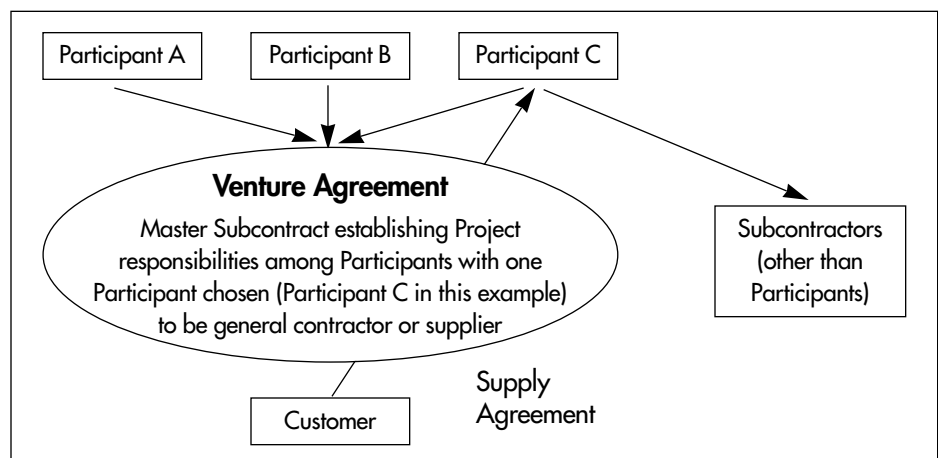 Participant A
Participant B
Participant C
Venture Agreement
Master Subcontract establishing Project
responsibilities among Participants with one
Participant chosen (Participant C in this example)
to be general contractor or supplier
Subcontractors
(other than
Participants)
Supply
Agreement
Customer